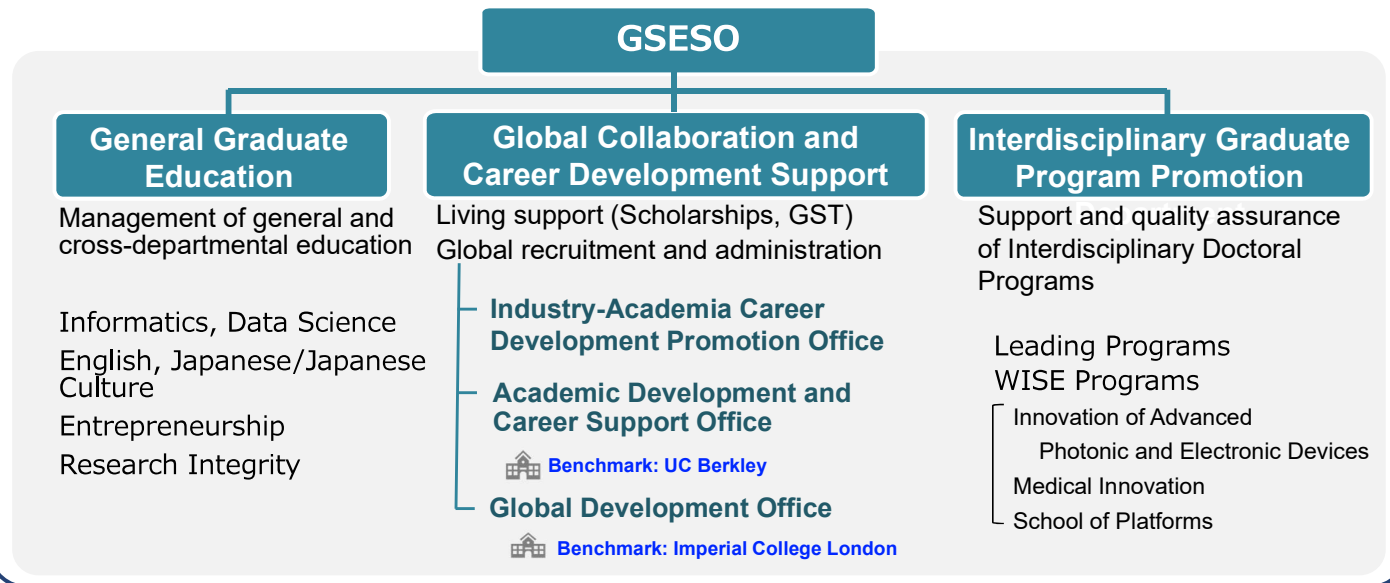 GSESO
General Graduate
Education
Management of general and
cross-departmental education
Informatics, Data Science
English, Japanese/Japanese
Culture
Entrepreneurship
Research Integrity
Global Collaboration and
Career Development Support
Living support (Scholarships, GST)
Global recruitment and administration
Industry-Academia Career
Development Promotion Office
Academic Development and
Career Support Office
Benchmark: UC Berkley
Global Development Office
Benchmark: Imperial College London
Interdisciplinary Graduate
Program Promotion
Support and quality assurance
of Interdisciplinary Doctoral
Programs
Leading Programs
WISE Programs
Innovation of Advanced
Photonic and Electronic Devices
Medical Innovation
School of Platforms